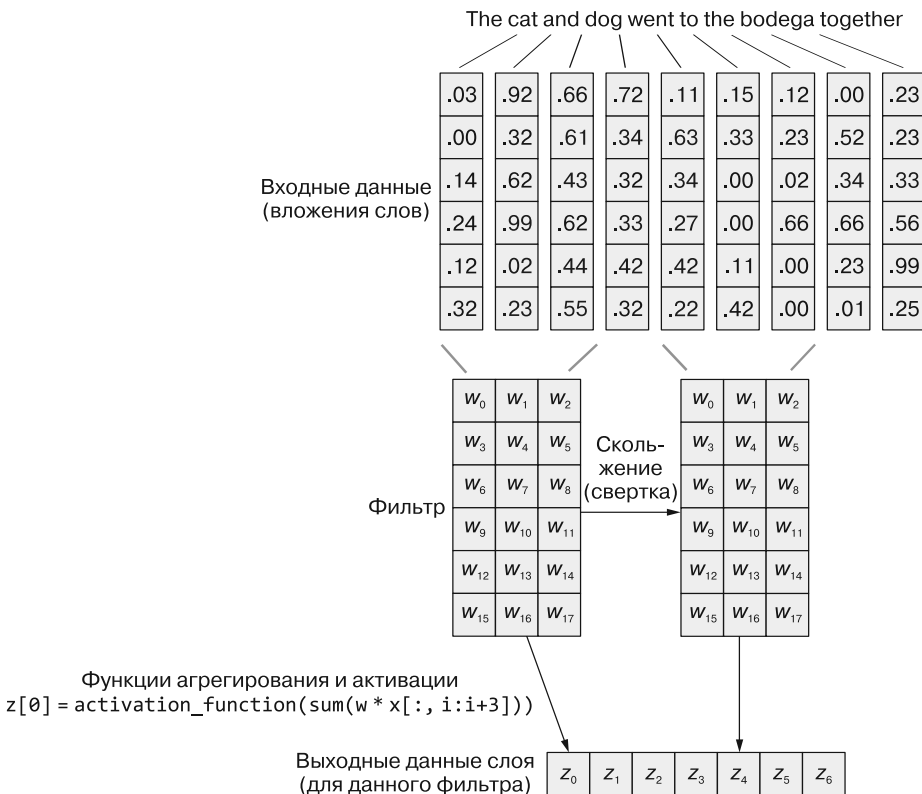 The cat and dog went to the bodega together
.03 .92 .66 .72 .11 .15 .12 .00 .23
.00 .32 .61 .34 .63 .33 .23 .52 .23
.14 .62 .43 .32 .34 .00 .02 .34 .33
Входные данные
(вложения слов)
.24 .99 .62 .33 .27 .00 .66 .66 .56
.12 .02 .44 .42 .42 .11 .00 .23 .99
.32 .23 .55 .32 .22 .42 .00 .01 .25
w₀ w₁ w₂
w₃ w₄ w₅
w₆ w₇ w₈
Фильтр
w₉ w₁₀ w₁₁
w₁₂ w₁₃ w₁₄
w₁₅ w₁₆ w₁₇
Сколь-
жение
(свертка)
w₀ w₁ w₂
w₃ w₄ w₅
w₆ w₇ w₈
w₉ w₁₀ w₁₁
w₁₂ w₁₃ w₁₄
w₁₅ w₁₆ w₁₇
Функции агрегирования и активации
z[0] = activation_function(sum(w * x[:, i:i+3]))
Выходные данные слоя
(для данного фильтра)
z₀ z₁ z₂ z₃ z₄ z₅ z₆